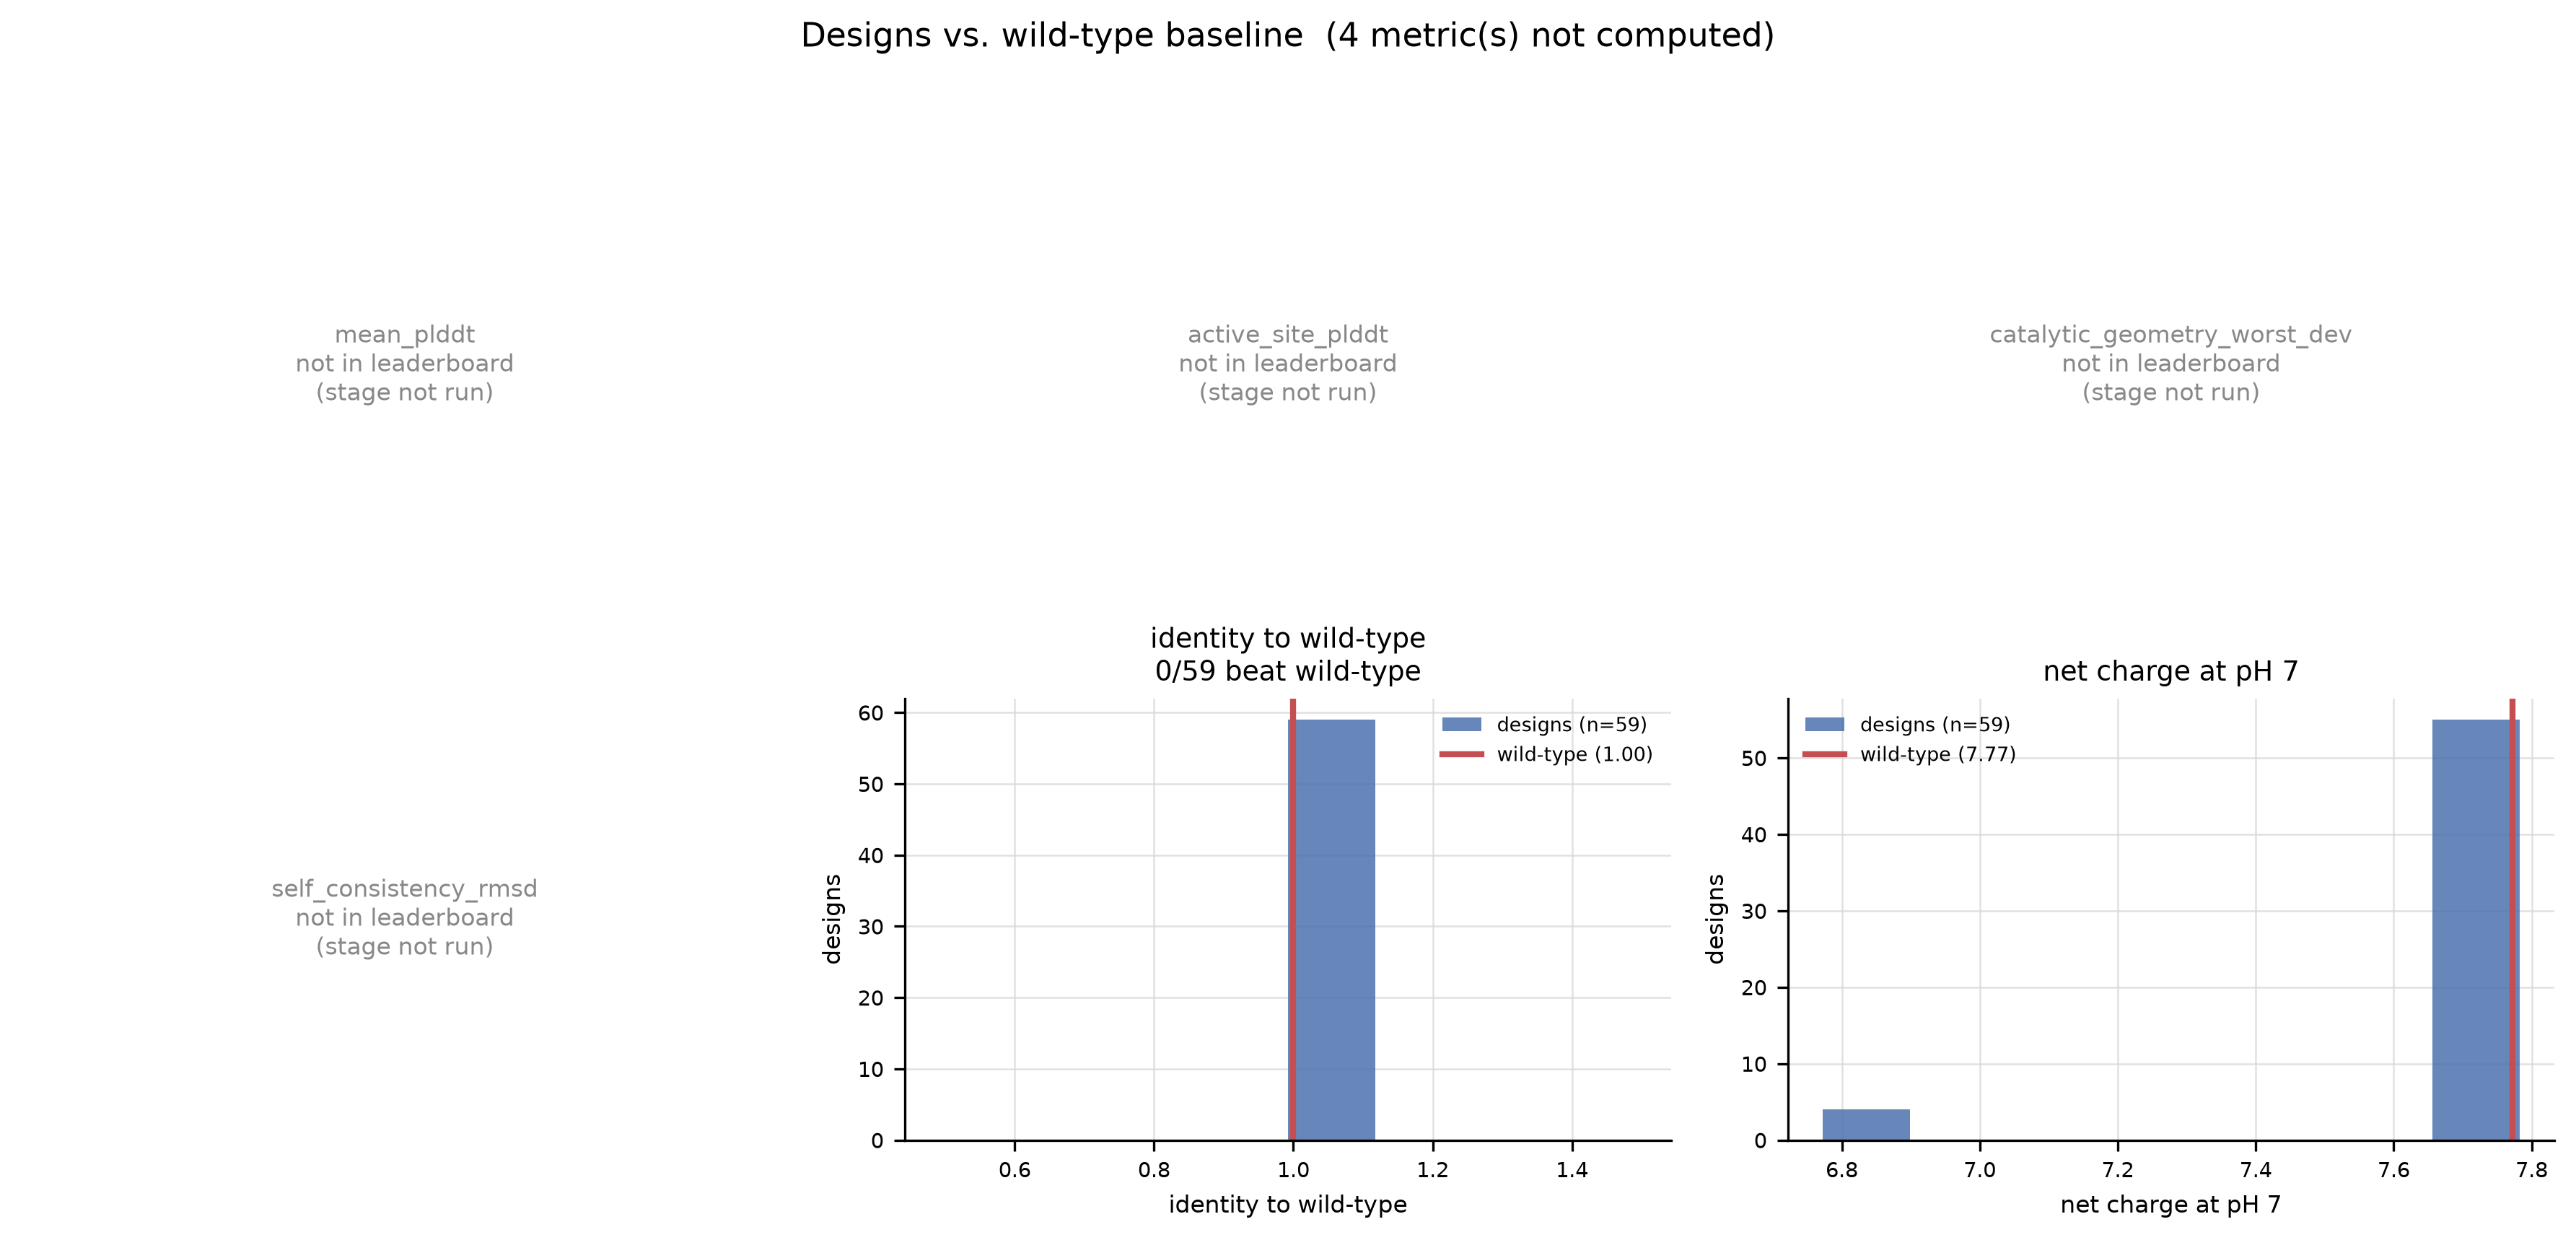 Designs vs. wild-type baseline  (4 metric(s) not computed)
mean_plddt
not in leaderboard
(stage not run)
active_site_plddt
not in leaderboard
(stage not run)
catalytic_geometry_worst_dev
not in leaderboard
(stage not run)
self_consistency_rmsd
not in leaderboard
(stage not run)
identity to wild-type
0/59 beat wild-type
designs (n=59)
wild-type (1.00)
60
50
40
30
20
10
0
designs
0.6 0.8 1.0 1.2 1.4
identity to wild-type
net charge at pH 7
designs (n=59)
wild-type (7.77)
50
40
30
20
10
0
designs
6.8 7.0 7.2 7.4 7.6 7.8
net charge at pH 7